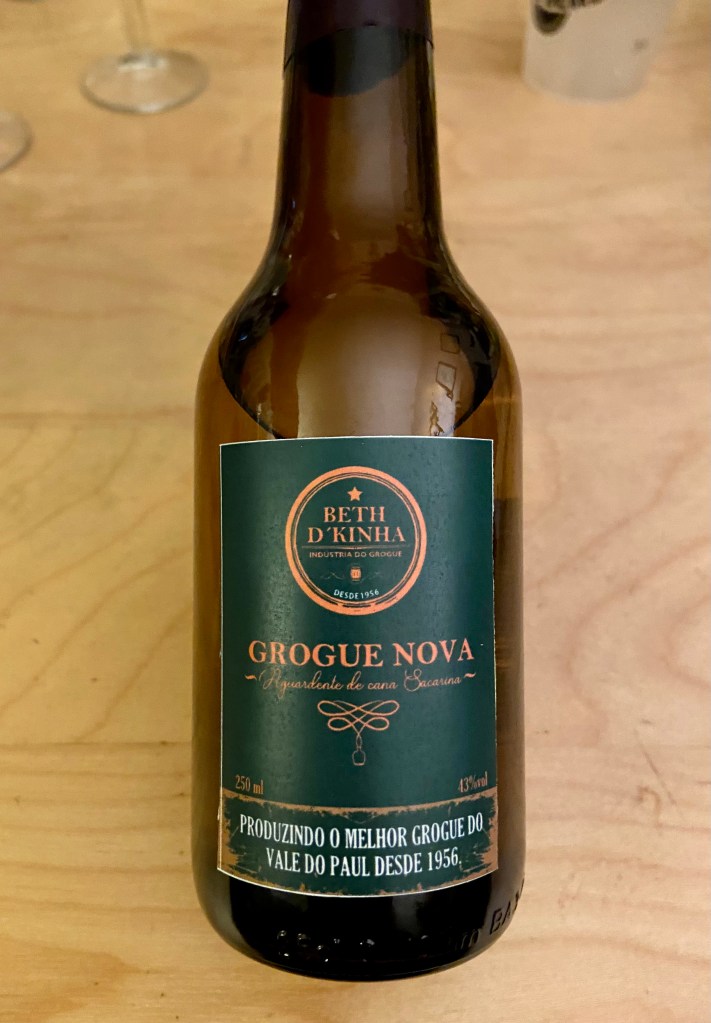 BETH
D´KINHA
INDÚSTRIA DO GROGUE
DESDE 1956
GROGUE NOVA
~Aguardente de cana Sacarina~
250 ml
43%vol
PRODUZINDO O MELHOR GROGUE DO
VALE DO PAUL DESDE 1956.